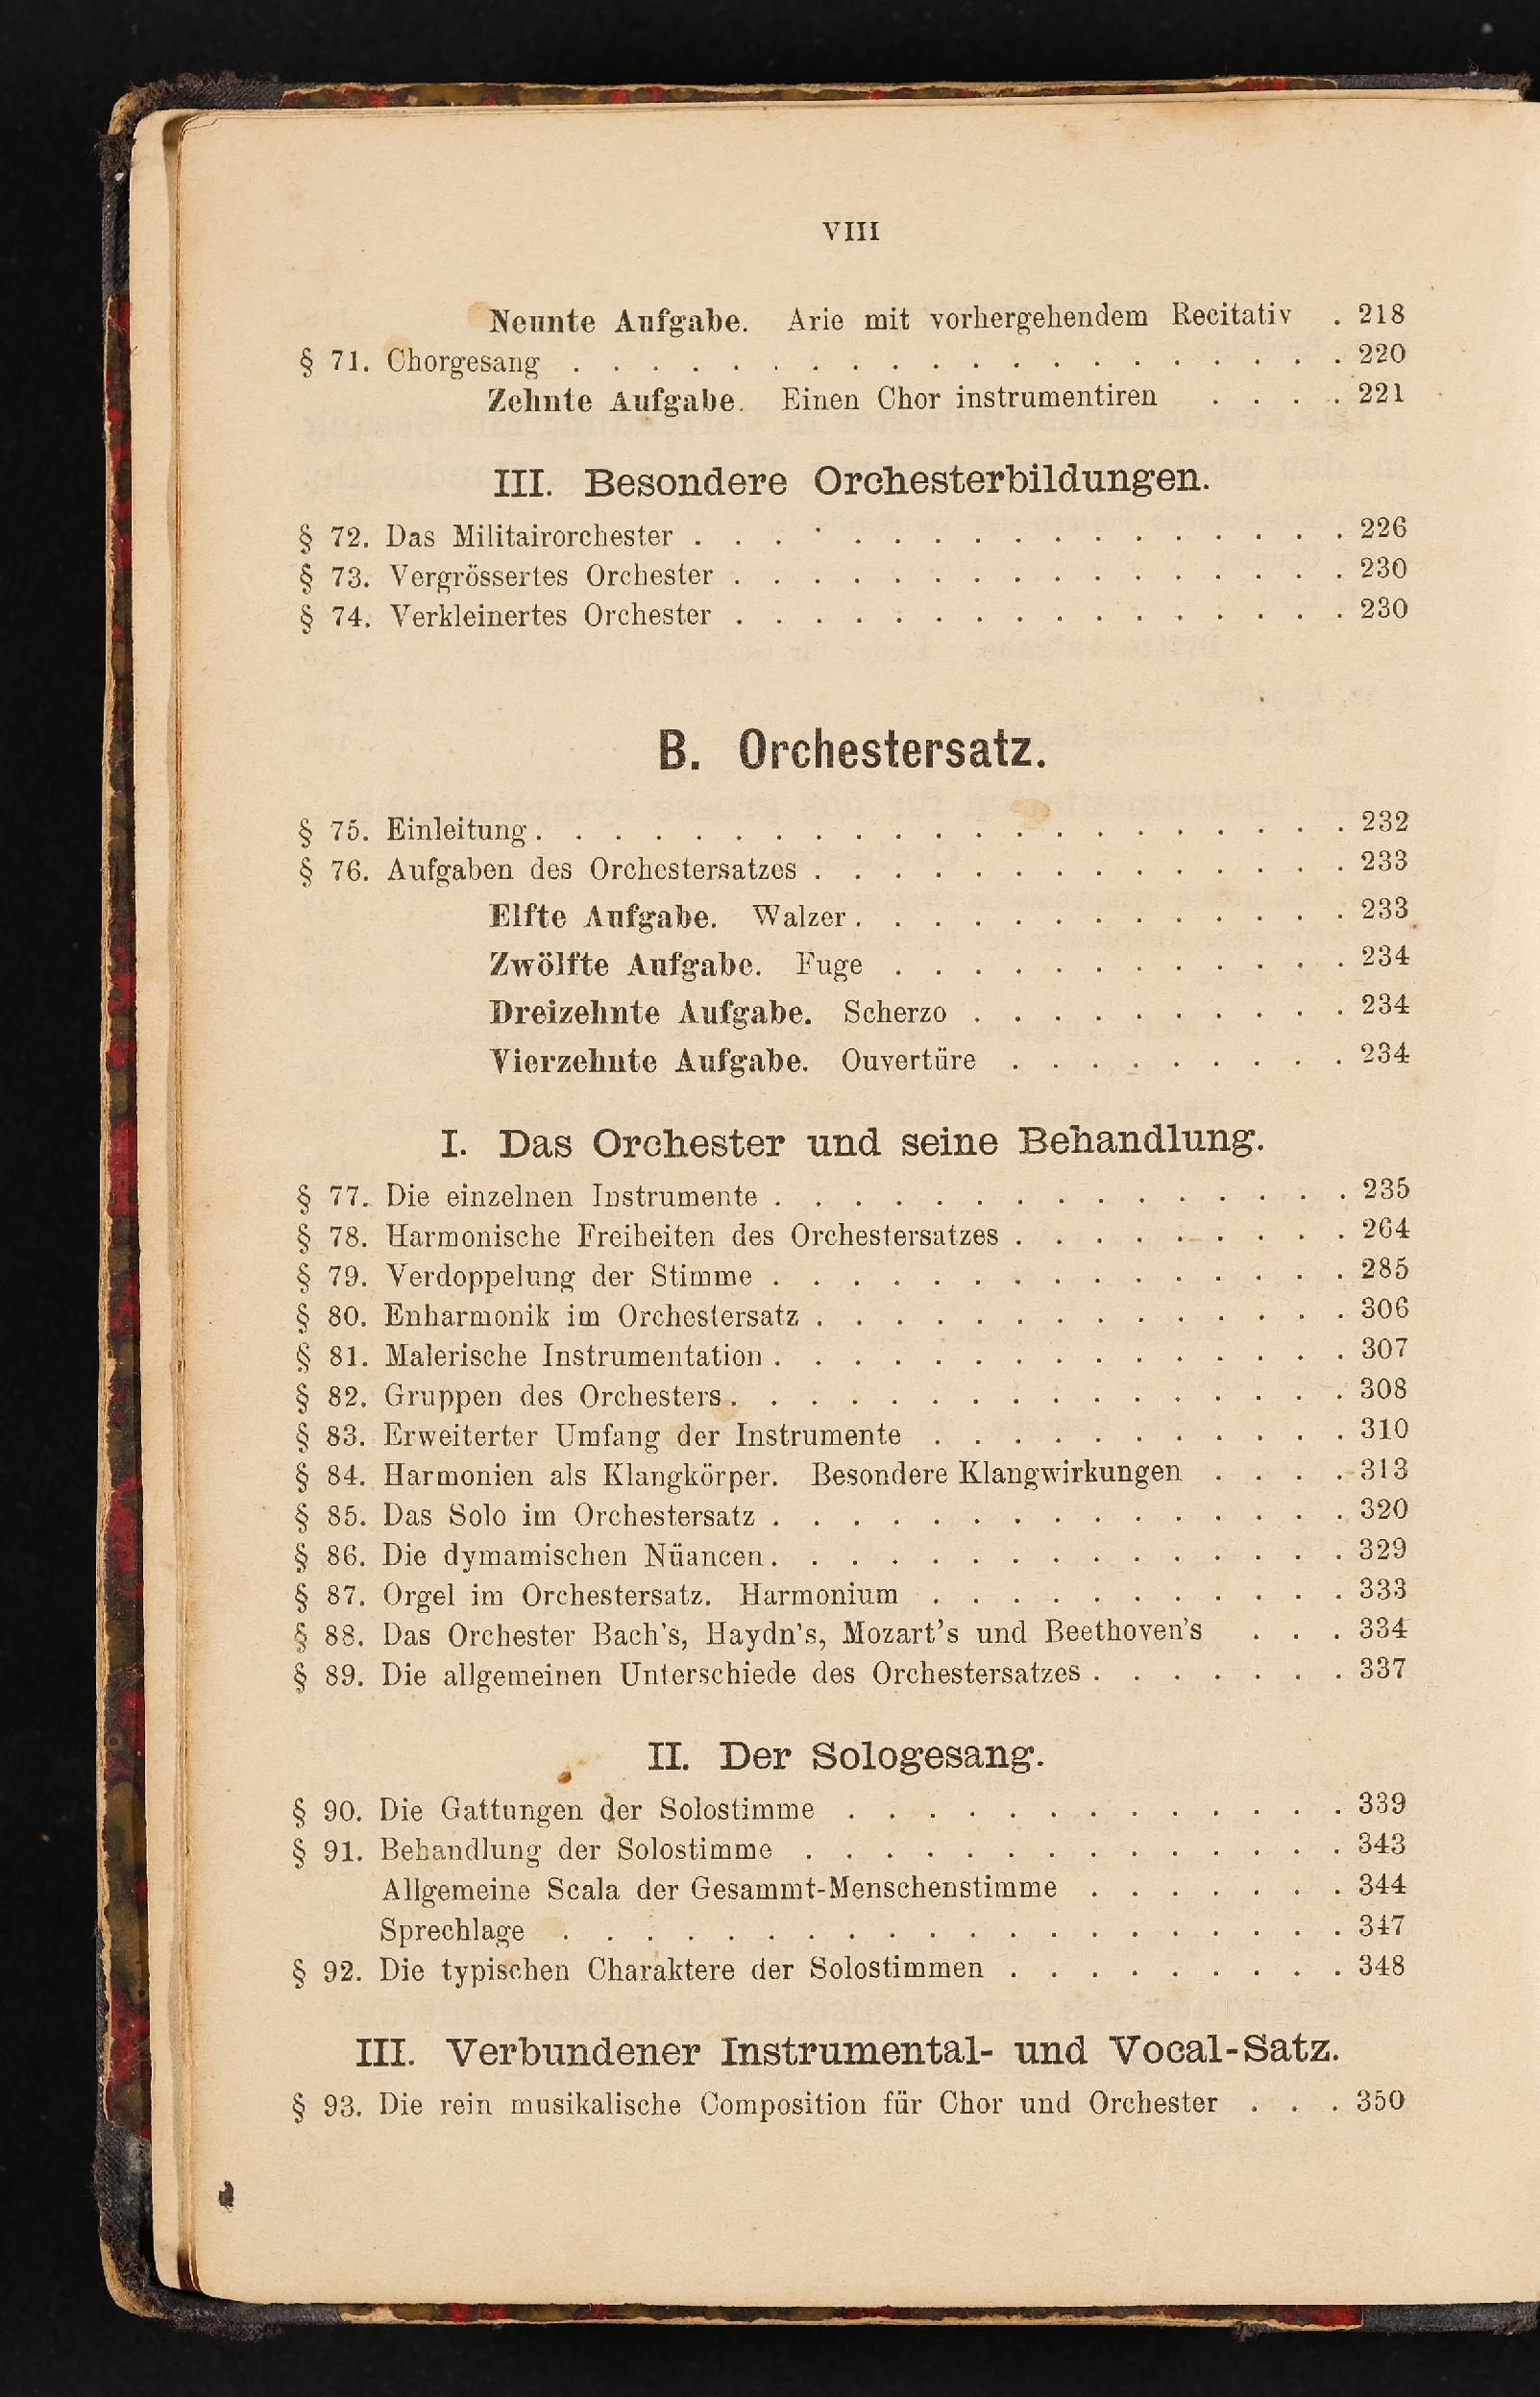 VIII
Neunte Aufgabe. Arie mit vorhergehendem Recitativ . 218
§ 71. Chorgesang . . . . . . . . . . . . . . . . . . . . 220
Zehnte Aufgabe. Einen Chor instrumentiren . . . . 221
III. Besondere Orchesterbildungen.
§ 72. Das Militairorchester . . . . . . . . . . . . . . . . . 226
§ 73. Vergrössertes Orchester . . . . . . . . . . . . . . . . 230
§ 74. Verkleinertes Orchester . . . . . . . . . . . . . . . . 230
B. Orchestersatz.
§ 75. Einleitung . . . . . . . . . . . . . . . . . . . . . 232
§ 76. Aufgaben des Orchestersatzes . . . . . . . . . . . . . . 233
Elfte Aufgabe. Walzer . . . . . . . . . . . . . 233
Zwölfte Aufgabe. Fuge . . . . . . . . . . . . 234
Dreizehnte Aufgabe. Scherzo . . . . . . . . . . 234
Vierzehnte Aufgabe. Ouvertüre . . . . . . . . . 234
I. Das Orchester und seine Behandlung.
§ 77. Die einzelnen Instrumente . . . . . . . . . . . . . . . 235
§ 78. Harmonische Freiheiten des Orchestersatzes . . . . . . . . . 264
§ 79. Verdoppelung der Stimme . . . . . . . . . . . . . . . 285
§ 80. Enharmonik im Orchestersatz . . . . . . . . . . . . . . 306
§ 81. Malerische Instrumentation . . . . . . . . . . . . . . . 307
§ 82. Gruppen des Orchesters . . . . . . . . . . . . . . . . 308
§ 83. Erweiterter Umfang der Instrumente . . . . . . . . . . . 310
§ 84. Harmonien als Klangkörper. Besondere Klangwirkungen . . . . 313
§ 85. Das Solo im Orchestersatz . . . . . . . . . . . . . . . 320
§ 86. Die dymamischen Nüancen . . . . . . . . . . . . . . . 329
§ 87. Orgel im Orchestersatz. Harmonium . . . . . . . . . . . 333
§ 88. Das Orchester Bach's, Haydn's, Mozart's und Beethoven's . . . 334
§ 89. Die allgemeinen Unterschiede des Orchestersatzes . . . . . . . 337
II. Der Sologesang.
§ 90. Die Gattungen der Solostimme . . . . . . . . . . . . . 339
§ 91. Behandlung der Solostimme . . . . . . . . . . . . . . 343
Allgemeine Scala der Gesammt-Menschenstimme . . . . . . . 344
Sprechlage . . . . . . . . . . . . . . . . . . . . 347
§ 92. Die typischen Charaktere der Solostimmen . . . . . . . . . 348
III. Verbundener Instrumental- und Vocal-Satz.
§ 93. Die rein musikalische Composition für Chor und Orchester . . . 350